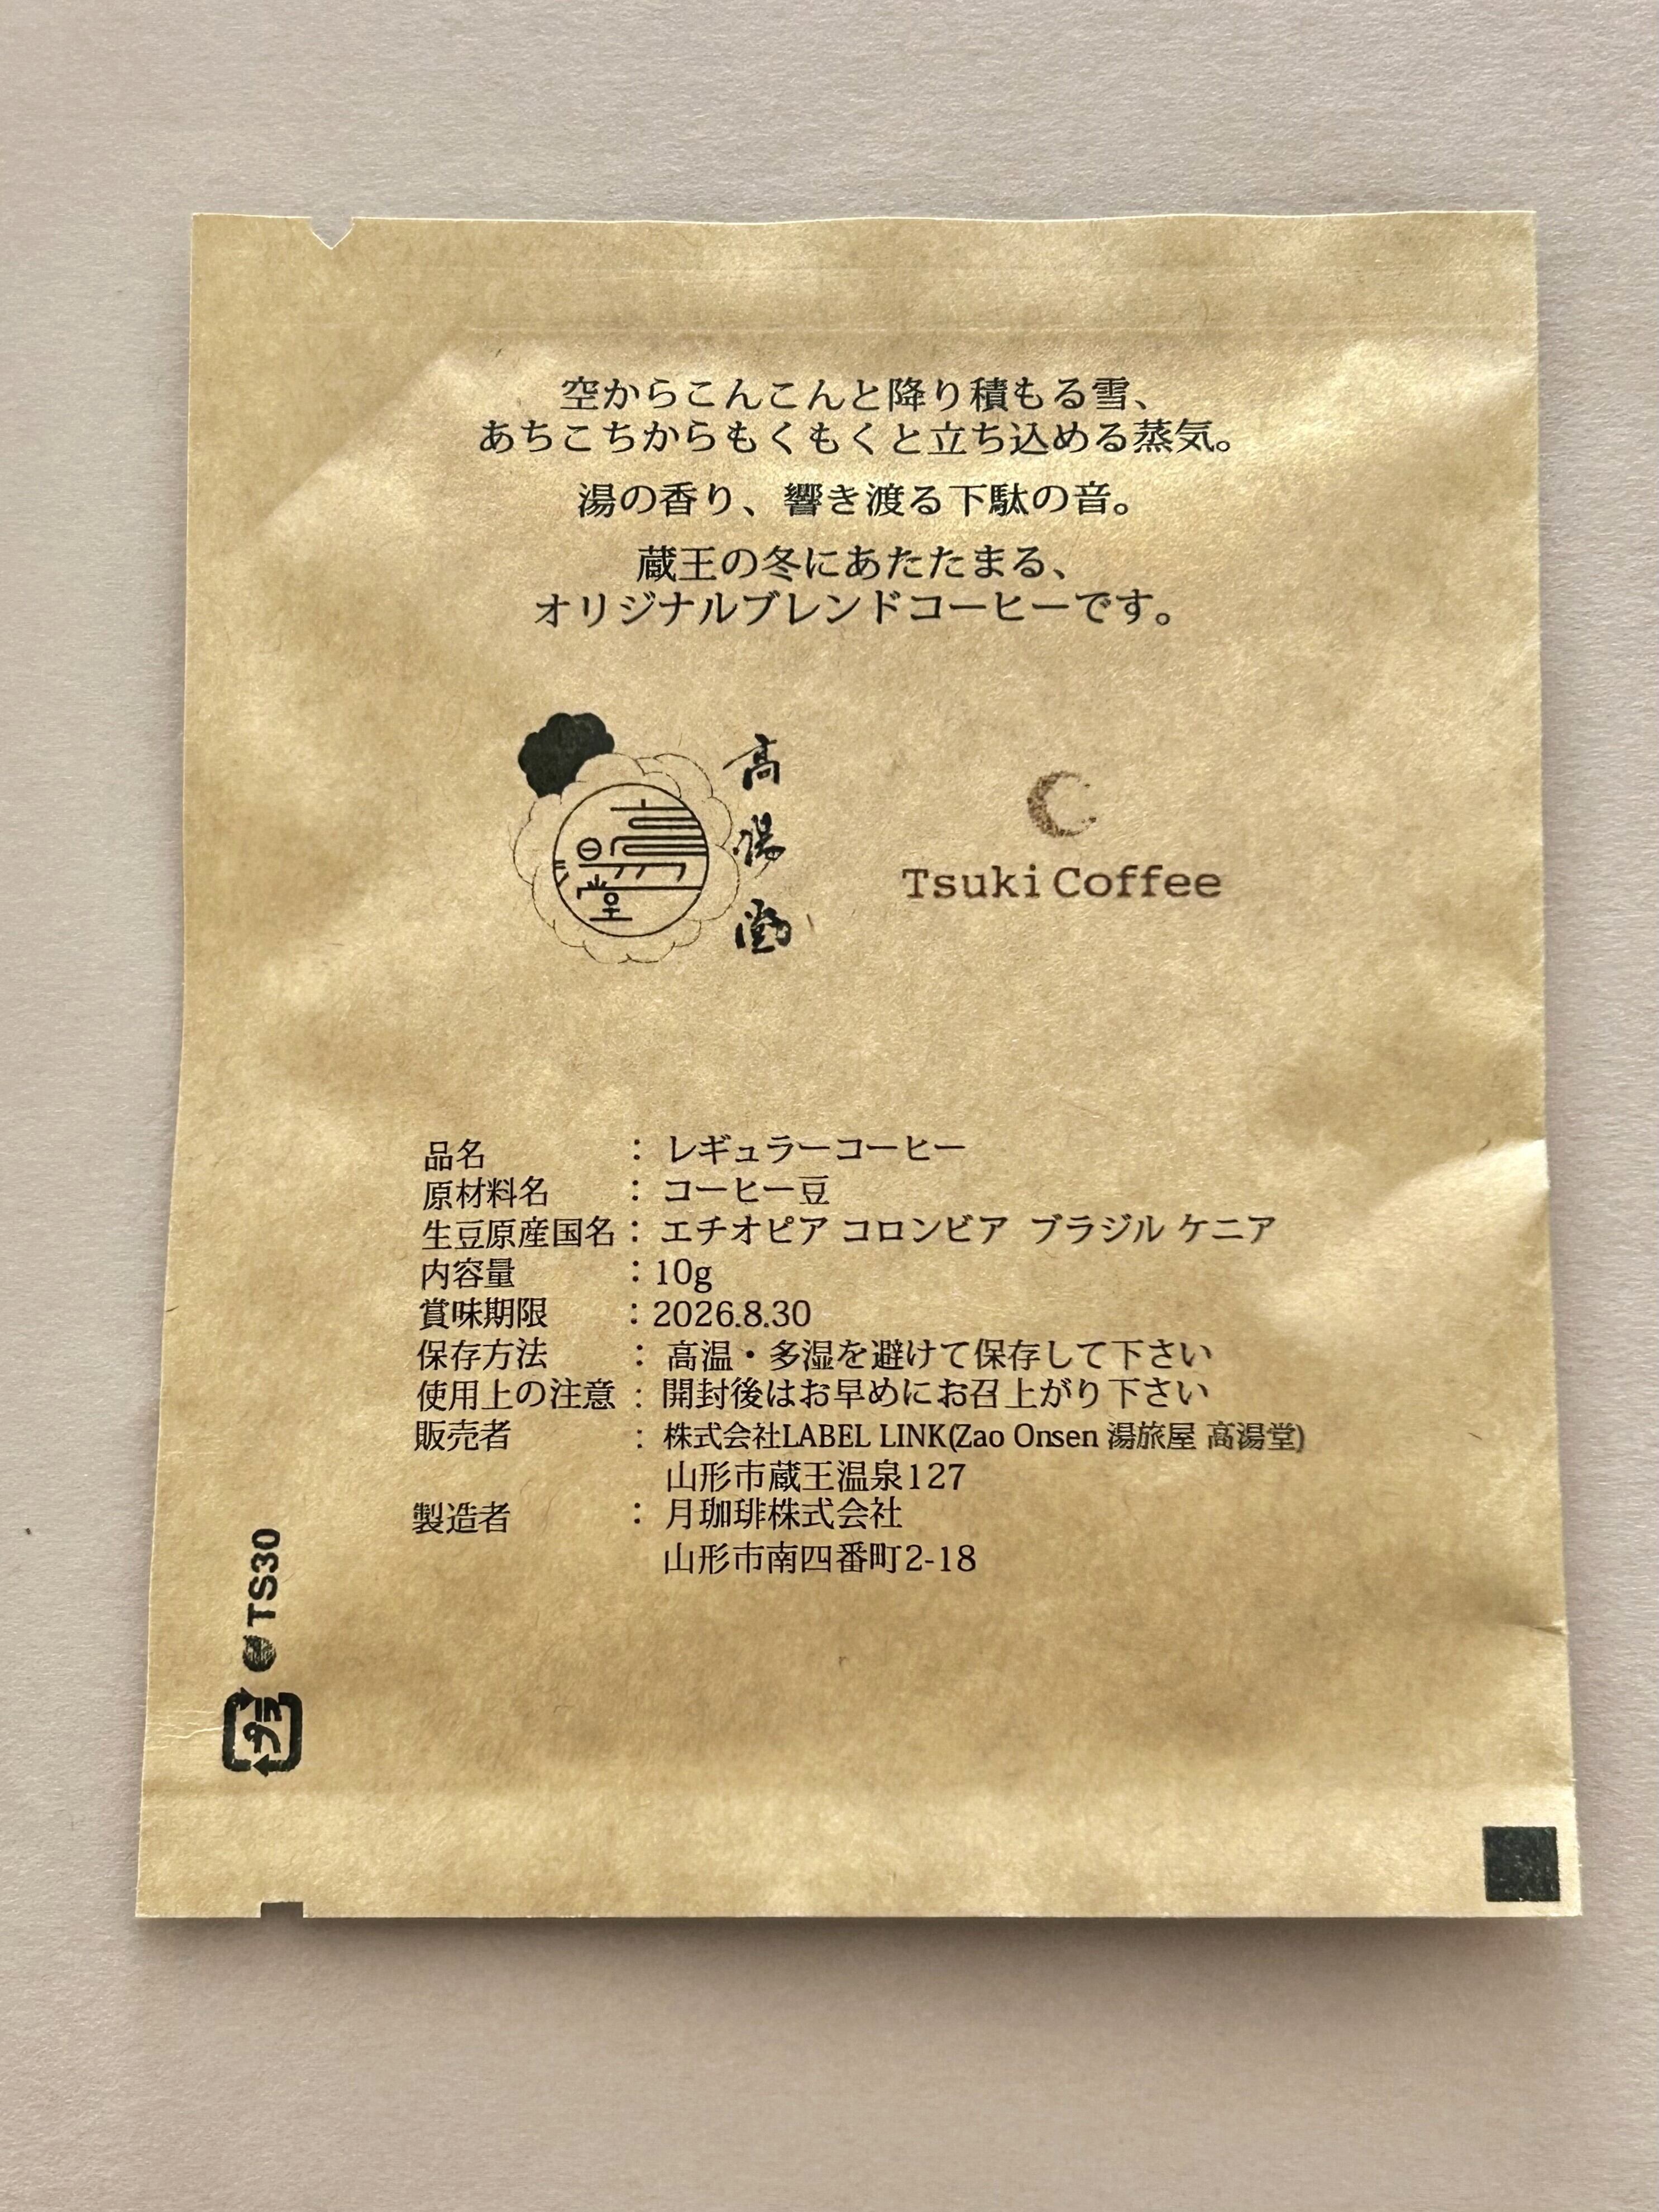 空からこんこんと降り積もる雪、
あちこちからもくもくと立ち込める蒸気。
湯の香り、響き渡る下駄の音。
蔵王の冬にあたたまる、
オリジナルブレンドコーヒーです。
高湯堂
高湯堂
Tsuki Coffee
品名 : レギュラーコーヒー
原材料名 : コーヒー豆
生豆原産国名 : エチオピア コロンビア ブラジル ケニア
内容量 : 10g
賞味期限 : 2026.8.30
保存方法 : 高温・多湿を避けて保存して下さい
使用上の注意 : 開封後はお早めにお召上がり下さい
販売者 : 株式会社LABEL LINK(Zao Onsen 湯旅屋 高湯堂)
山形市蔵王温泉127
製造者 : 月珈琲株式会社
山形市南四番町2-18
TS30
プラ